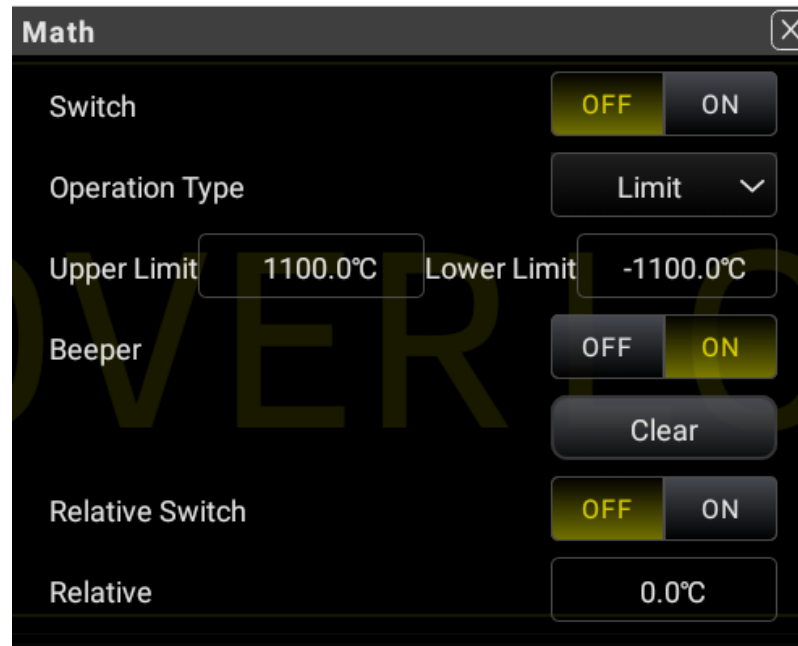 Math
Switch OFF ON
Operation Type Limit
Upper Limit 1100.0℃ Lower Limit -1100.0℃
Beeper OFF ON
Clear
Relative Switch OFF ON
Relative 0.0℃